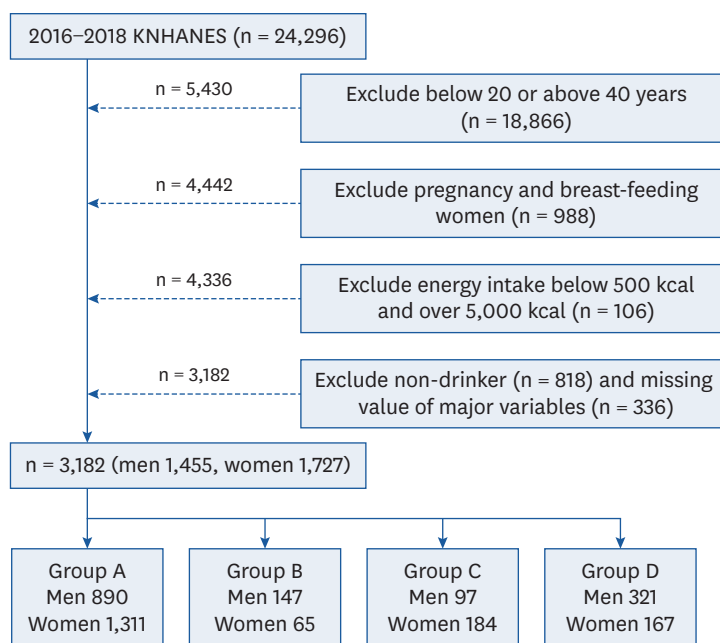 2016–2018 KNHANES (n = 24,296)
n = 5,430
Exclude below 20 or above 40 years
(n = 18,866)
n = 4,442
Exclude pregnancy and breast-feeding
women (n = 988)
n = 4,336
Exclude energy intake below 500 kcal
and over 5,000 kcal (n = 106)
n = 3,182
Exclude non-drinker (n = 818) and missing
value of major variables (n = 336)
n = 3,182 (men 1,455, women 1,727)
Group A
Men 890
Women 1,311
Group B
Men 147
Women 65
Group C
Men 97
Women 184
Group D
Men 321
Women 167